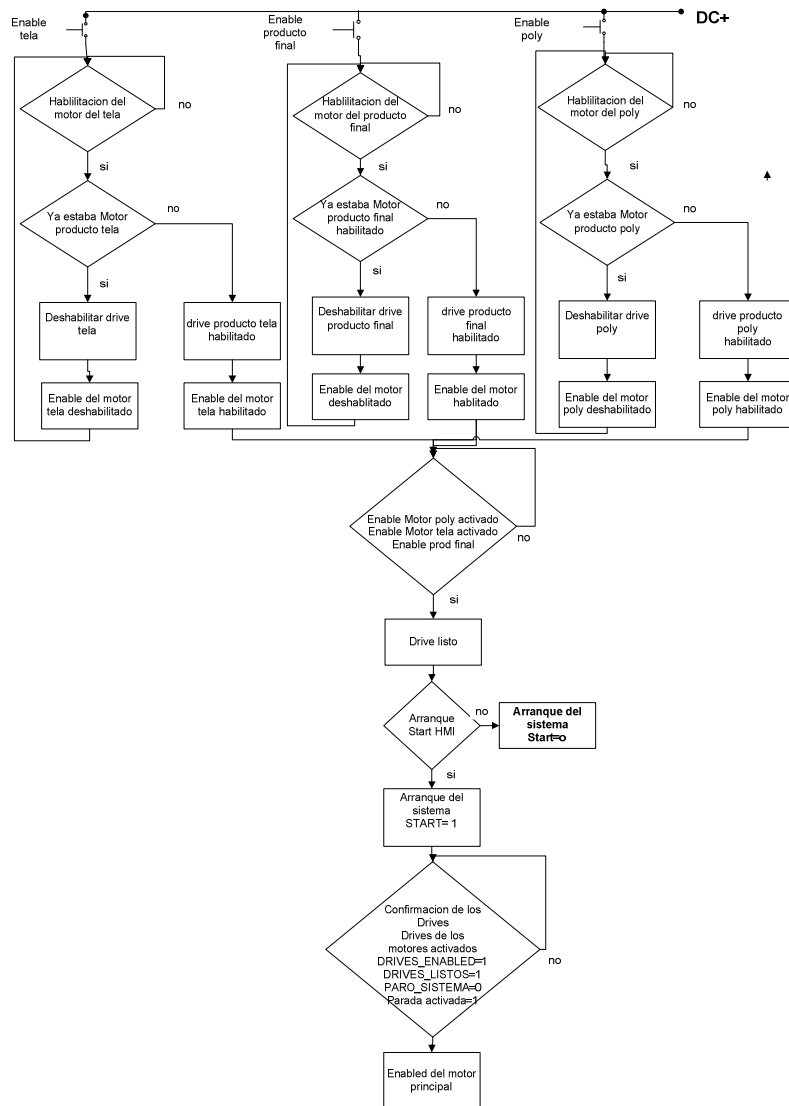 Enable
tela
Enable
producto
final
Enable
poly
DC+
Hablilitacion del
motor del tela
no
si
Ya estaba Motor
producto tela
no
si
Deshabilitar drive
tela
drive producto tela
habilitado
Enable del motor
tela deshabilitado
Enable del motor
tela habilitado
Hablilitacion del
motor del producto
final
no
si
Ya estaba Motor
producto final
habilitado
no
si
Deshabilitar drive
producto final
drive producto
final
habilitado
Enable del motor
deshablitado
Enable del motor
hablitado
Hablilitacion del
motor del poly
no
si
Ya estaba Motor
producto poly
no
si
Deshabilitar drive
poly
drive producto
poly
habilitado
Enable del motor
poly deshabilitado
Enable del motor
poly habilitado
Enable Motor poly activado
Enable Motor tela activado
Enable prod final
no
si
Drive listo
Arranque
Start HMI
no
Arranque del
sistema
Start=o
si
Arranque del
sistema
START= 1
Confirmacion de los
Drives
Drives de los
motores activados
DRIVES_ENABLED=1
DRIVES_LISTOS=1
PARO_SISTEMA=0
Parada activada=1
no
Enabled del motor
principal